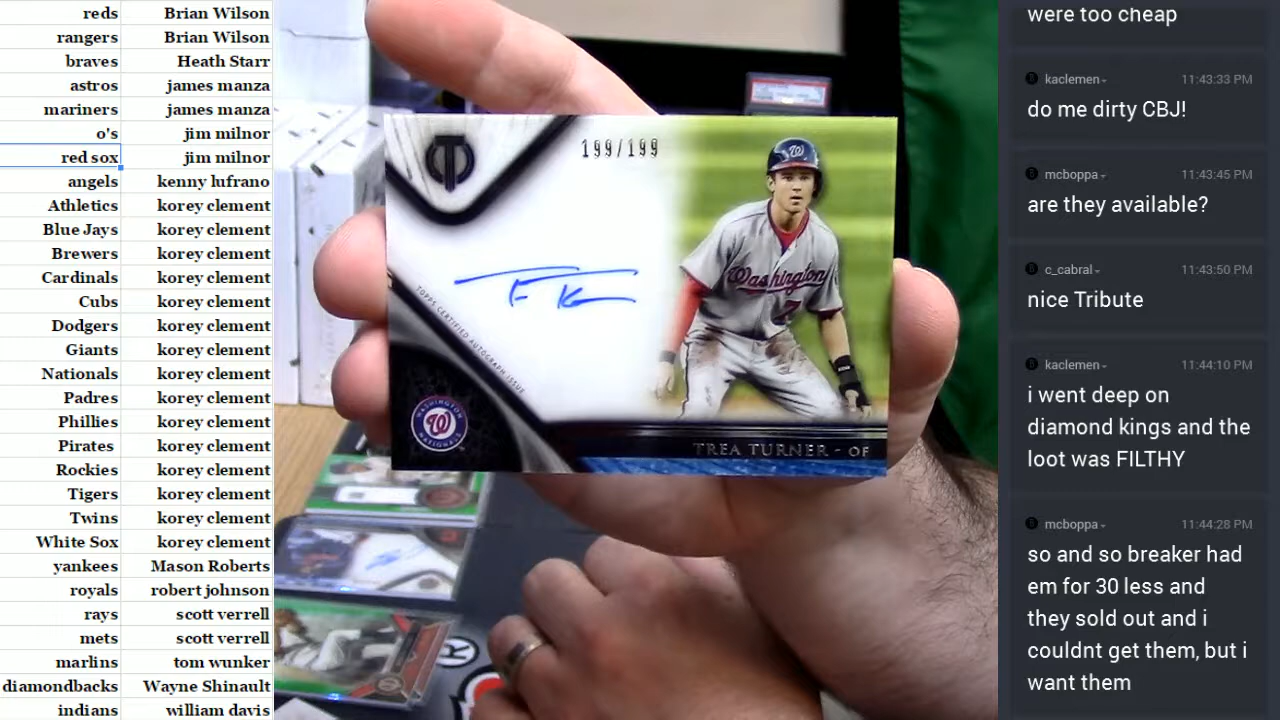 reds Brian Wilson
rangers Brian Wilson
braves Heath Starr
astros james manza
mariners james manza
o's jim milnor
red sox jim milnor
angels kenny lufrano
Athletics korey clement
Blue Jays korey clement
Brewers korey clement
Cardinals korey clement
Cubs korey clement
Dodgers korey clement
Giants korey clement
Nationals korey clement
Padres korey clement
Phillies korey clement
Pirates korey clement
Rockies korey clement
Tigers korey clement
Twins korey clement
White Sox korey clement
yankees Mason Roberts
royals robert johnson
rays scott verrell
mets scott verrell
marlins tom wunker
diamondbacks Wayne Shinault
indians william davis
199/199
W
Washington
7
TOPPS CERTIFIED AUTOGRAPH ISSUE
WASHINGTON
W
NATIONALS
TREA TURNER - OF
were too cheap
kaclemen 11:43:33 PM
do me dirty CBJ!
mcboppa 11:43:45 PM
are they available?
c_cabral 11:43:50 PM
nice Tribute
kaclemen 11:44:10 PM
i went deep on
diamond kings and the
loot was FILTHY
mcboppa 11:44:28 PM
so and so breaker had
em for 30 less and
they sold out and i
couldnt get them, but i
want them